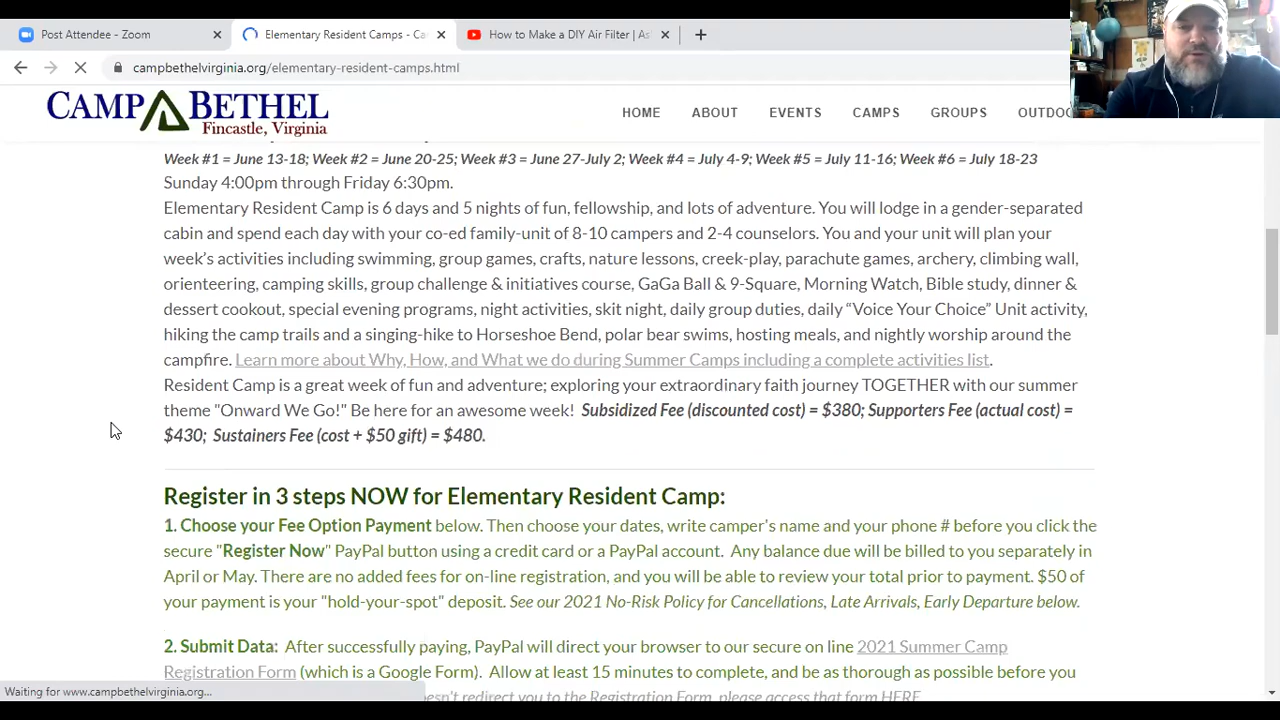 Post Attendee - Zoom
Elementary Resident Camps - Ca
How to Make a DIY Air Filter | As
campbethelvirginia.org/elementary-resident-camps.html
CAMP BETHEL
Fincastle, Virginia
HOME ABOUT EVENTS CAMPS GROUPS OUTDO
Week #1 = June 13-18; Week #2 = June 20-25; Week #3 = June 27-July 2; Week #4 = July 4-9; Week #5 = July 11-16; Week #6 = July 18-23
Sunday 4:00pm through Friday 6:30pm.
Elementary Resident Camp is 6 days and 5 nights of fun, fellowship, and lots of adventure. You will lodge in a gender-separated
cabin and spend each day with your co-ed family-unit of 8-10 campers and 2-4 counselors. You and your unit will plan your
week's activities including swimming, group games, crafts, nature lessons, creek-play, parachute games, archery, climbing wall,
orienteering, camping skills, group challenge & initiatives course, GaGa Ball & 9-Square, Morning Watch, Bible study, dinner &
dessert cookout, special evening programs, night activities, skit night, daily group duties, daily “Voice Your Choice” Unit activity,
hiking the camp trails and a singing-hike to Horseshoe Bend, polar bear swims, hosting meals, and nightly worship around the
campfire. Learn more about Why, How, and What we do during Summer Camps including a complete activities list.
Resident Camp is a great week of fun and adventure; exploring your extraordinary faith journey TOGETHER with our summer
theme "Onward We Go!" Be here for an awesome week! Subsidized Fee (discounted cost) = $380; Supporters Fee (actual cost) =
$430; Sustainers Fee (cost + $50 gift) = $480.
Register in 3 steps NOW for Elementary Resident Camp:
1. Choose your Fee Option Payment below. Then choose your dates, write camper's name and your phone # before you click the
secure "Register Now" PayPal button using a credit card or a PayPal account. Any balance due will be billed to you separately in
April or May. There are no added fees for on-line registration, and you will be able to review your total prior to payment. $50 of
your payment is your "hold-your-spot" deposit. See our 2021 No-Risk Policy for Cancellations, Late Arrivals, Early Departure below.
2. Submit Data: After successfully paying, PayPal will direct your browser to our secure on line 2021 Summer Camp
Registration Form (which is a Google Form). Allow at least 15 minutes to complete, and be as thorough as possible before you
redirect you to the Registration Form, please access that form HERE
Waiting for www.campbethelvirginia.org...